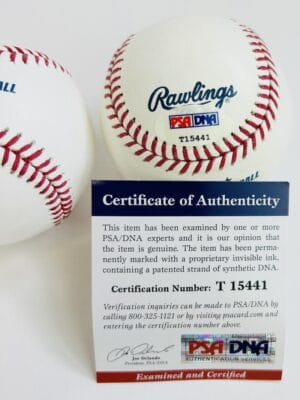 ALL
Rawlings
PSA DNA
T15441
Certificate of Authenticity
This item has been examined by one or more
PSA/DNA experts and it is our opinion that
the item is genuine. The item has been perma-
nently marked with a proprietary invisible ink,
containing a patented strand of synthetic DNA.
Certification Number: T 15441
Verification inquiries can be made to PSA/DNA by
calling 800-325-1121 or by visiting psacard.com and
entering the certification number above.
Joe Orlando
President, PSA/DNA
PSA DNA
AUTHENTICATION SERVICES
Examined and Certified